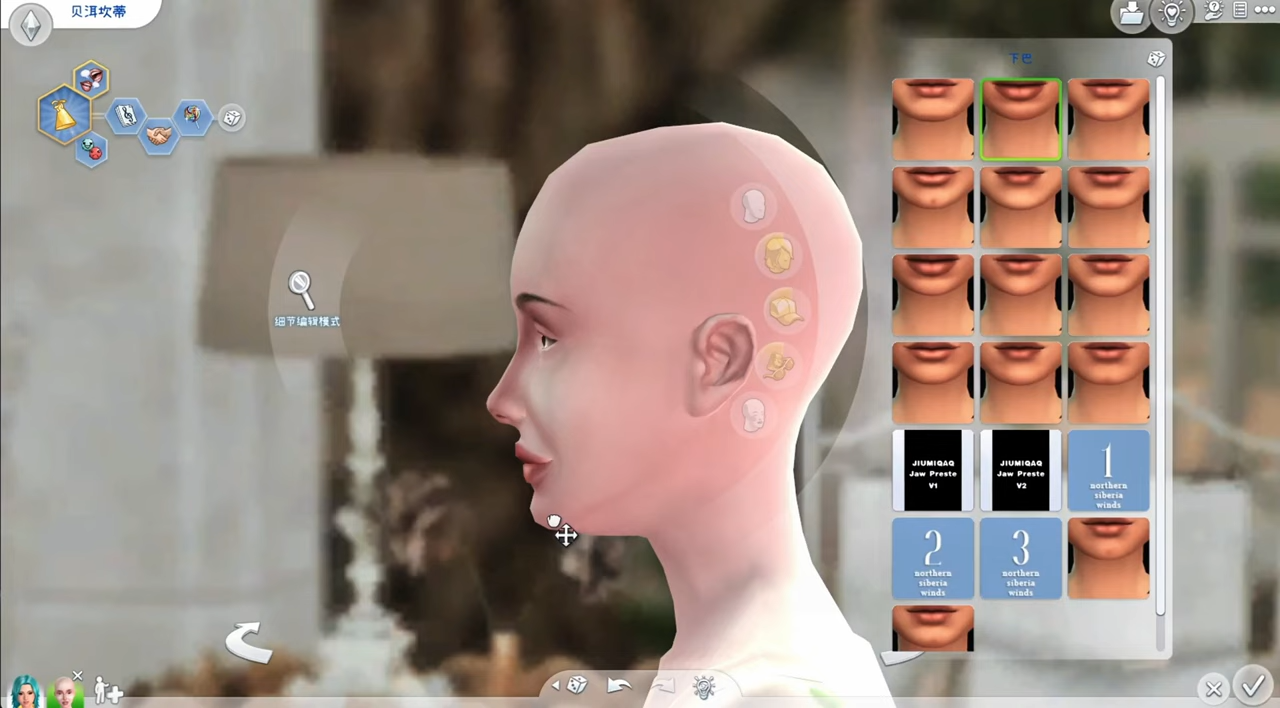 贝洱坎蒂
下巴
细节编辑模式
JIUMIQAQ
Jaw Preste
V1
JIUMIQAQ
Jaw Preste
V2
1
northern
siberia
winds
2
northern
siberia
winds
3
northern
siberia
winds